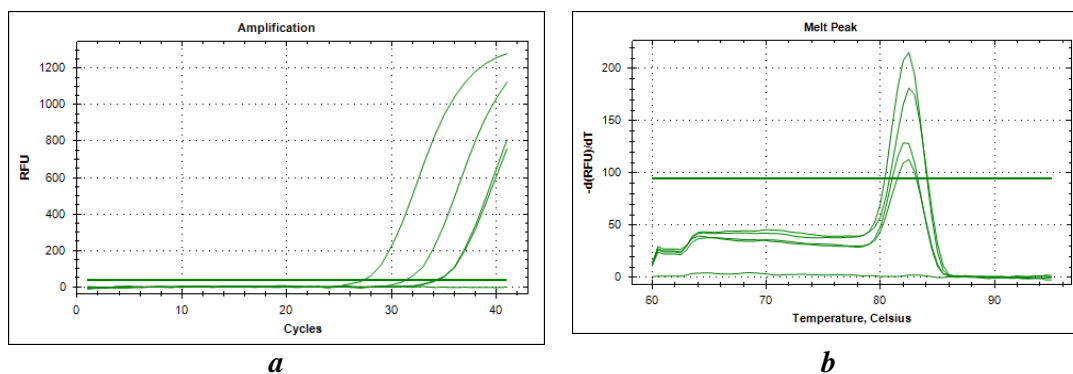 Amplification
1200
1000
800
600
400
200
0
RFU
0 10 20 30 40
Cycles
a
Melt Peak
200
150
100
50
0
-d(RFU)/dT
60 70 80 90
Temperature, Celsius
b